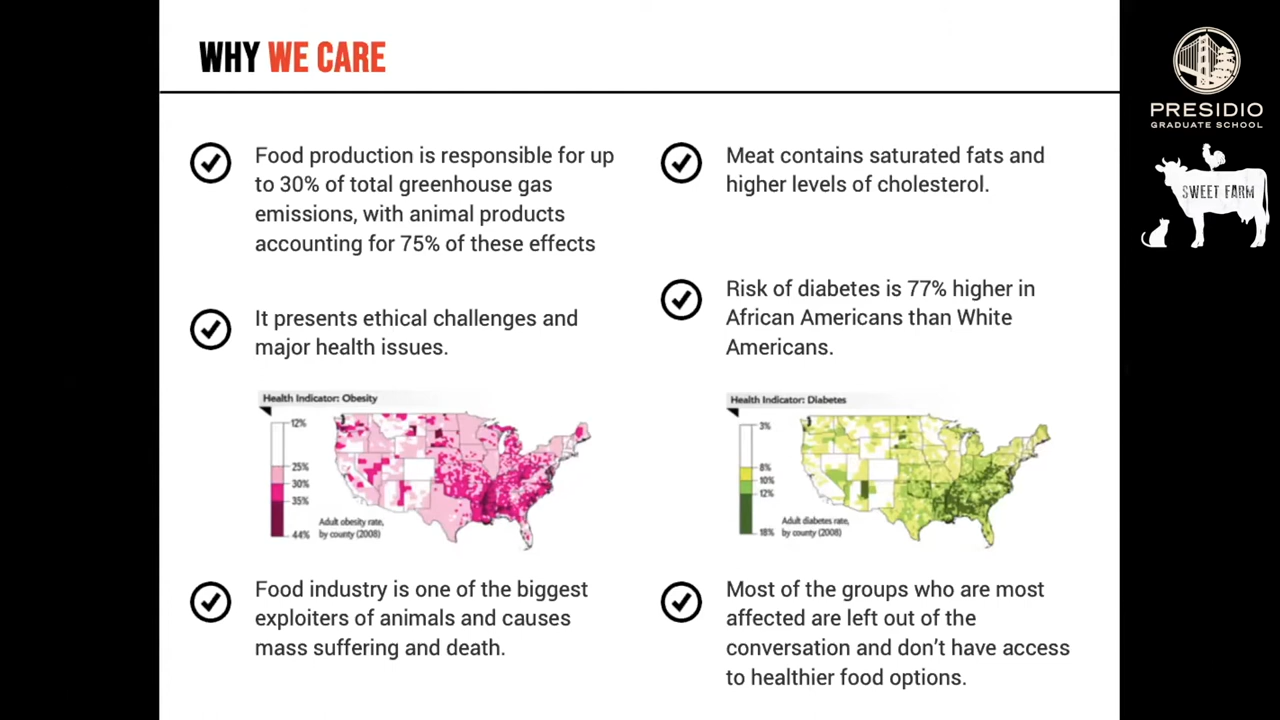 WHY WE CARE
Food production is responsible for up
to 30% of total greenhouse gas
emissions, with animal products
accounting for 75% of these effects
It presents ethical challenges and
major health issues.
Health Indicator: Obesity
12%
25%
30%
35%
44%
Adult obesity rate,
by county (2008)
Food industry is one of the biggest
exploiters of animals and causes
mass suffering and death.
Meat contains saturated fats and
higher levels of cholesterol.
Risk of diabetes is 77% higher in
African Americans than White
Americans.
Health Indicator: Diabetes
3%
8%
10%
12%
18%
Adult diabetes rate,
by county (2008)
Most of the groups who are most
affected are left out of the
conversation and don’t have access
to healthier food options.
PRESIDIO
GRADUATE SCHOOL
SWEET FARM